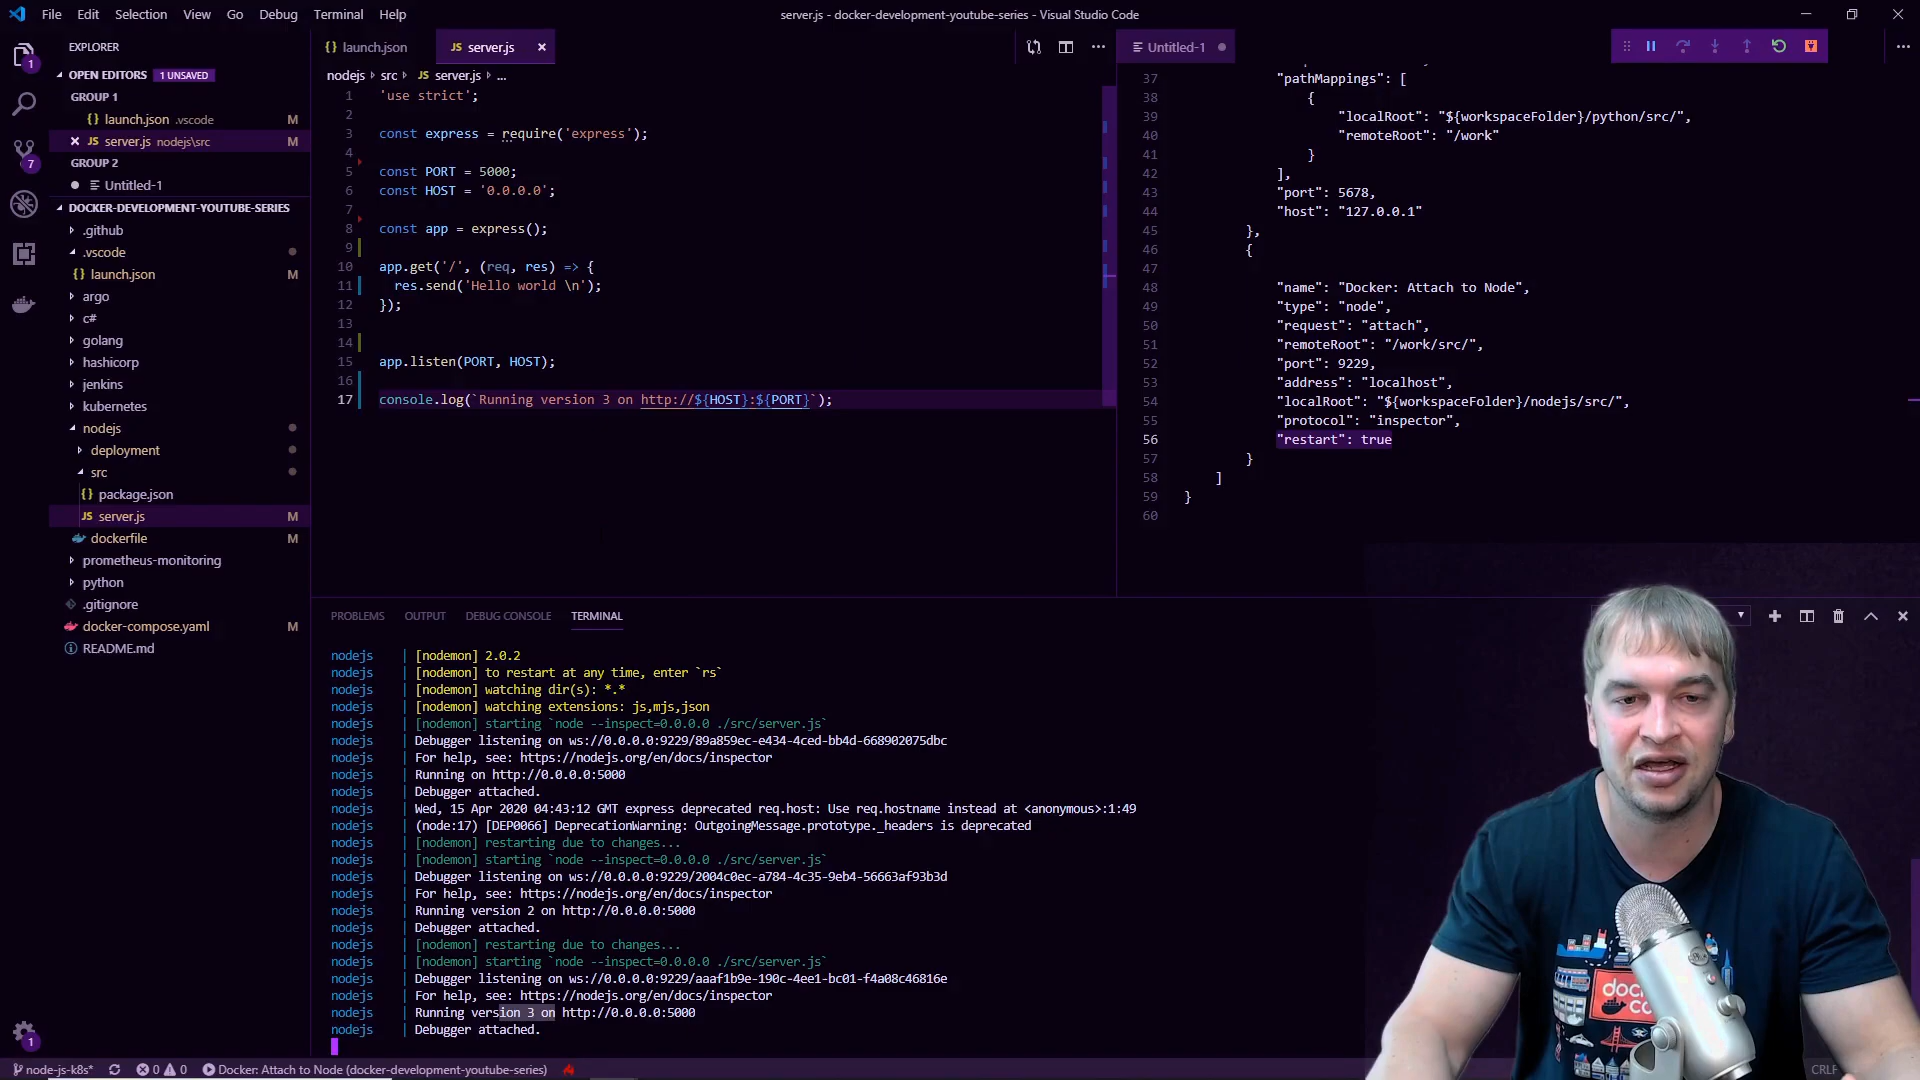 File Edit Selection View Go Debug Terminal Help
server.js - docker-development-youtube-series - Visual Studio Code
EXPLORER
OPEN EDITORS 1 UNSAVED
GROUP 1
{} launch.json .vscode M
JS server.js nodejs\src M
GROUP 2
Untitled-1
DOCKER-DEVELOPMENT-YOUTUBE-SERIES
.github
.vscode
{} launch.json M
argo
c#
golang
hashicorp
jenkins
kubernetes
nodejs
deployment
src
{} package.json
JS server.js M
dockerfile M
prometheus-monitoring
python
.gitignore
docker-compose.yaml M
README.md
1
7
1
{} launch.json JS server.js
nodejs › src › JS server.js › ...
1 'use strict';
2
3 const express = require('express');
4
5 const PORT = 5000;
6 const HOST = '0.0.0.0';
7
8 const app = express();
9
10 app.get('/', (req, res) => {
11 res.send('Hello world \n');
12 });
13
14
15 app.listen(PORT, HOST);
16
17 console.log(`Running version 3 on http://${HOST}:${PORT}`);
Untitled-1
37 "pathMappings": [
38 {
39 "localRoot": "${workspaceFolder}/python/src/",
40 "remoteRoot": "/work"
41 }
42 ],
43 "port": 5678,
44 "host": "127.0.0.1"
45 },
46 {
47
48 "name": "Docker: Attach to Node",
49 "type": "node",
50 "request": "attach",
51 "remoteRoot": "/work/src/",
52 "port": 9229,
53 "address": "localhost",
54 "localRoot": "${workspaceFolder}/nodejs/src/",
55 "protocol": "inspector",
56 "restart": true
57 }
58 ]
59 }
60
PROBLEMS OUTPUT DEBUG CONSOLE TERMINAL
nodejs | [nodemon] 2.0.2
nodejs | [nodemon] to restart at any time, enter `rs`
nodejs | [nodemon] watching dir(s): *.*
nodejs | [nodemon] watching extensions: js,mjs,json
nodejs | [nodemon] starting `node --inspect=0.0.0.0 ./src/server.js`
nodejs | Debugger listening on ws://0.0.0.0:9229/89a859ec-e434-4ced-bb4d-668902075dbc
nodejs | For help, see: https://nodejs.org/en/docs/inspector
nodejs | Running on http://0.0.0.0:5000
nodejs | Debugger attached.
nodejs | Wed, 15 Apr 2020 04:43:12 GMT express deprecated req.host: Use req.hostname instead at <anonymous>:1:49
nodejs | (node:17) [DEP0066] DeprecationWarning: OutgoingMessage.prototype._headers is deprecated
nodejs | [nodemon] restarting due to changes...
nodejs | [nodemon] starting `node --inspect=0.0.0.0 ./src/server.js`
nodejs | Debugger listening on ws://0.0.0.0:9229/2004c0ec-a784-4c35-9eb4-56663af93b3d
nodejs | For help, see: https://nodejs.org/en/docs/inspector
nodejs | Running version 2 on http://0.0.0.0:5000
nodejs | Debugger attached.
nodejs | [nodemon] restarting due to changes...
nodejs | [nodemon] starting `node --inspect=0.0.0.0 ./src/server.js`
nodejs | Debugger listening on ws://0.0.0.0:9229/aaaf1b9e-190c-4ee1-bc01-f4a08c46816e
nodejs | For help, see: https://nodejs.org/en/docs/inspector
nodejs | Running version 3 on http://0.0.0.0:5000
nodejs | Debugger attached.
node-js-k8s* 0 0 Docker: Attach to Node (docker-development-youtube-series)
CRLF